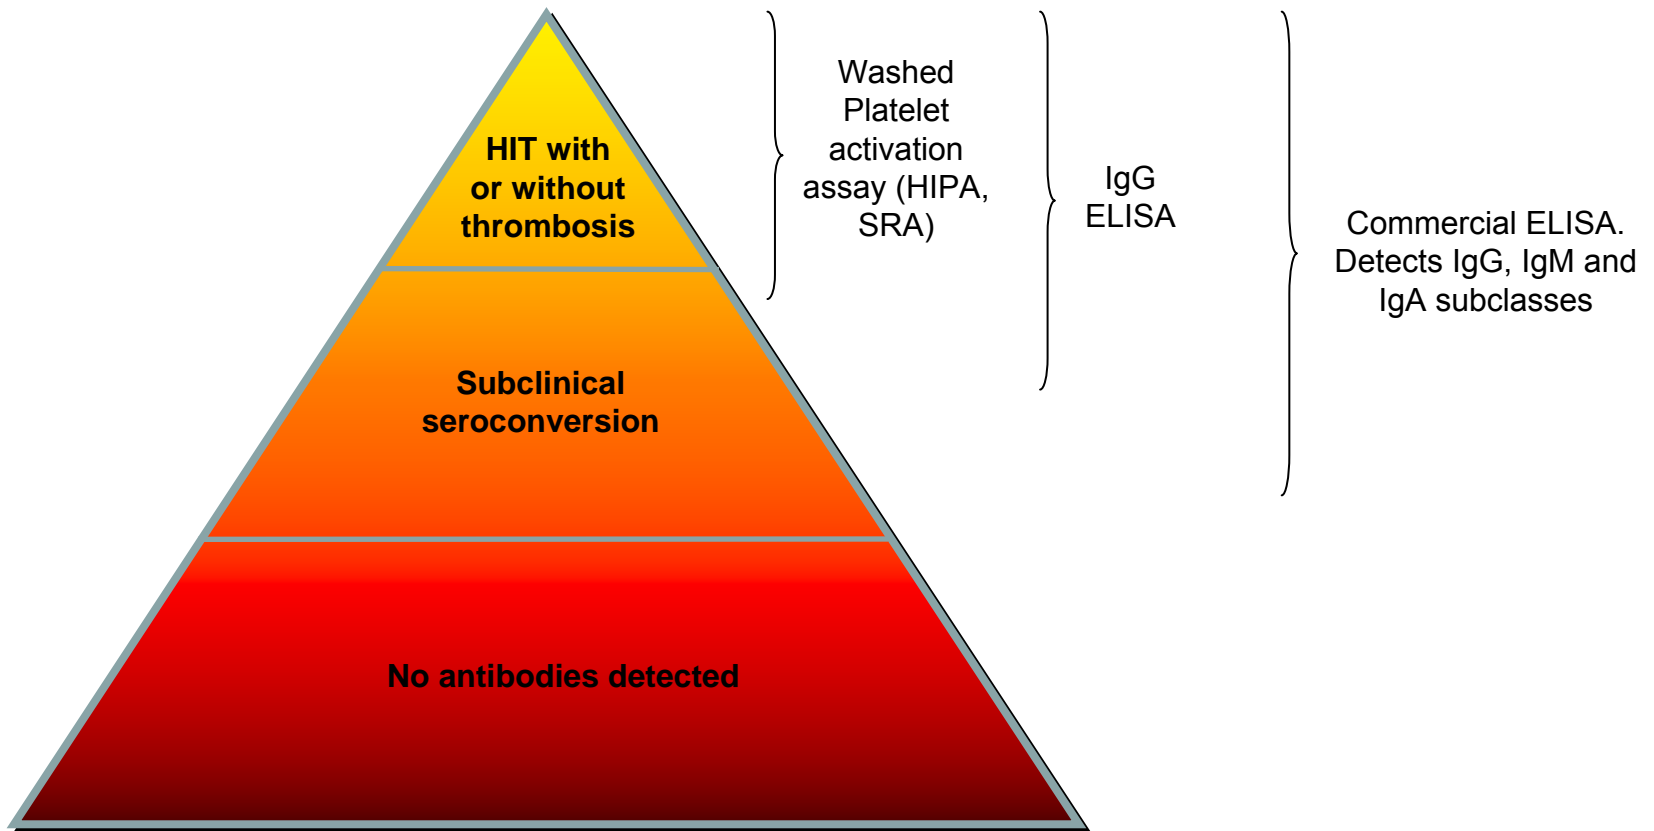 HIT with
or without
thrombosis
Subclinical
seroconversion
No antibodies detected
Washed
Platelet
activation
assay (HIPA,
SRA)
IgG
ELISA
Commercial ELISA.
Detects IgG, IgM and
IgA subclasses